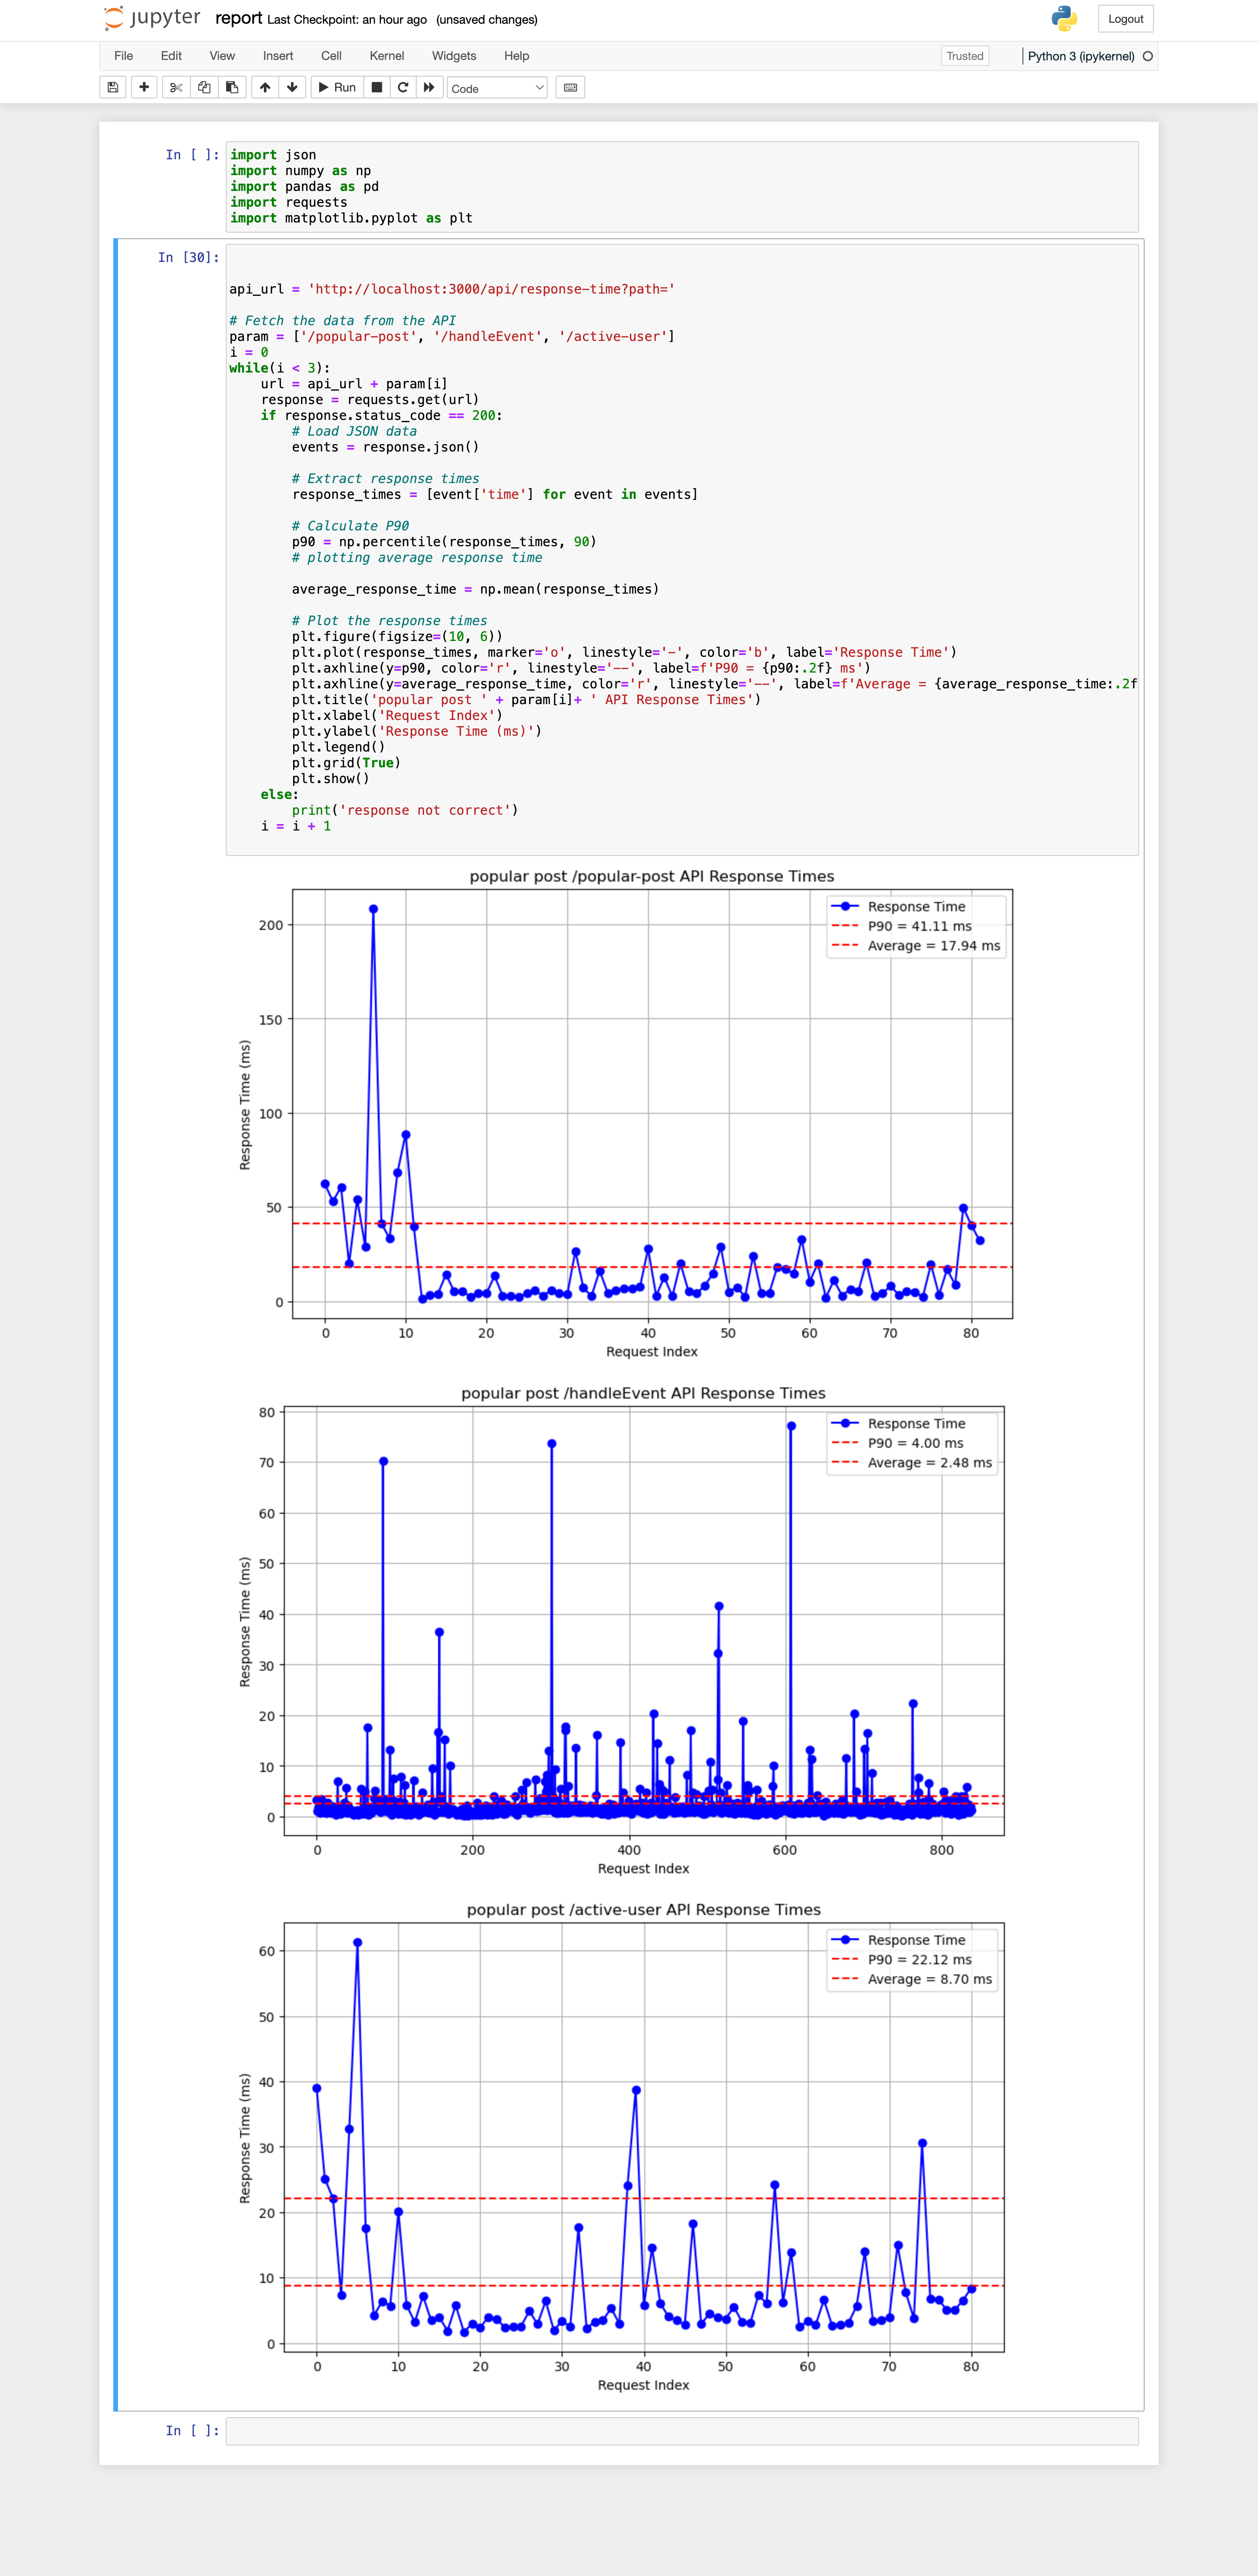 jupyter report Last Checkpoint: an hour ago (unsaved changes) Logout
File Edit View Insert Cell Kernel Widgets Help Trusted Python 3 (ipykernel)
Run Code
In [ ]:
import json
import numpy as np
import pandas as pd
import requests
import matplotlib.pyplot as plt
In [30]:
api_url = 'http://localhost:3000/api/response-time?path='
# Fetch the data from the API
param = ['/popular-post', '/handleEvent', '/active-user']
i = 0
while(i < 3):
    url = api_url + param[i]
    response = requests.get(url)
    if response.status_code == 200:
        # Load JSON data
        events = response.json()
        # Extract response times
        response_times = [event['time'] for event in events]
        # Calculate P90
        p90 = np.percentile(response_times, 90)
        # plotting average response time
        average_response_time = np.mean(response_times)
        # Plot the response times
        plt.figure(figsize=(10, 6))
        plt.plot(response_times, marker='o', linestyle='-', color='b', label='Response Time')
        plt.axhline(y=p90, color='r', linestyle='--', label=f'P90 = {p90:.2f} ms')
        plt.axhline(y=average_response_time, color='r', linestyle='--', label=f'Average = {average_response_time:.2f
        plt.title('popular post ' + param[i]+ ' API Response Times')
        plt.xlabel('Request Index')
        plt.ylabel('Response Time (ms)')
        plt.legend()
        plt.grid(True)
        plt.show()
    else:
        print('response not correct')
    i = i + 1
popular post /popular-post API Response Times
Response Time
P90 = 41.11 ms
Average = 17.94 ms
200
150
100
50
0
Response Time (ms)
0 10 20 30 40 50 60 70 80
Request Index
popular post /handleEvent API Response Times
Response Time
P90 = 4.00 ms
Average = 2.48 ms
80
70
60
50
40
30
20
10
0
Response Time (ms)
0 200 400 600 800
Request Index
popular post /active-user API Response Times
Response Time
P90 = 22.12 ms
Average = 8.70 ms
60
50
40
30
20
10
0
Response Time (ms)
0 10 20 30 40 50 60 70 80
Request Index
In [ ]: